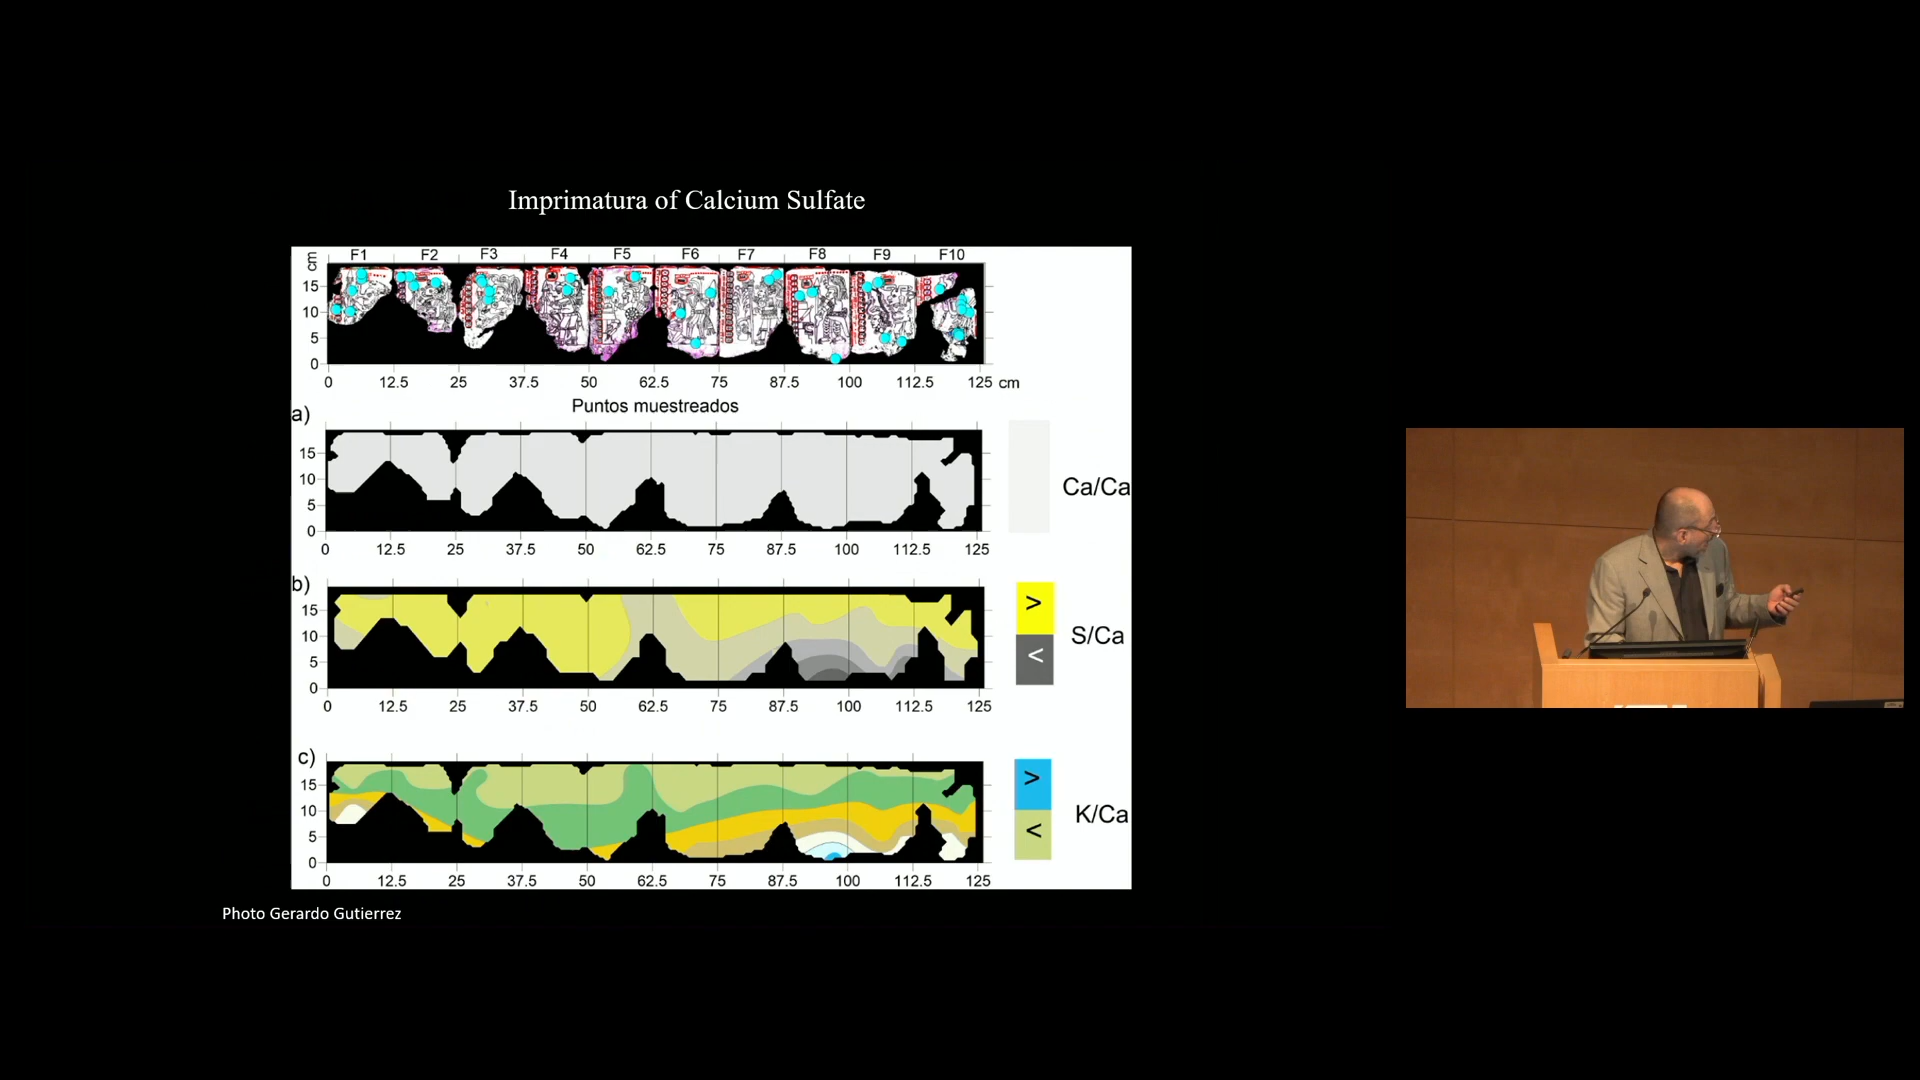 Imprimatura of Calcium Sulfate
cm F1 F2 F3 F4 F5 F6 F7 F8 F9 F10
15
10
5
0
0 12.5 25 37.5 50 62.5 75 87.5 100 112.5 125 cm
Puntos muestreados
a)
15
10
5
0
Ca/Ca
0 12.5 25 37.5 50 62.5 75 87.5 100 112.5 125
b)
15
10
5
0
>
<
S/Ca
0 12.5 25 37.5 50 62.5 75 87.5 100 112.5 125
c)
15
10
5
0
>
<
K/Ca
0 12.5 25 37.5 50 62.5 75 87.5 100 112.5 125
Photo Gerardo Gutierrez